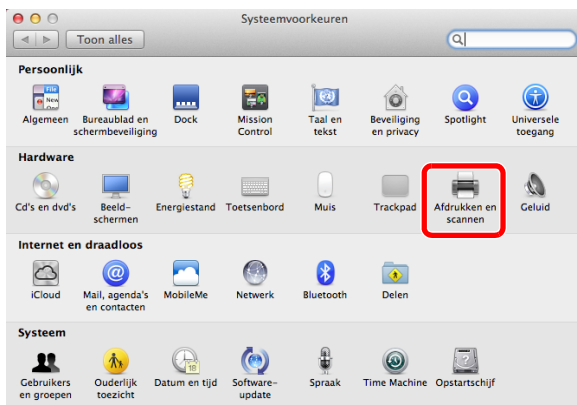 Systeemvoorkeuren
Toon alles
Persoonlijk
File
New
Algemeen
Bureaublad en
schermbeveiliging
Dock
Mission
Control
Taal en
tekst
Beveiliging
en privacy
Spotlight
Universele
toegang
Hardware
Cd's en dvd's
Beeld-
schermen
Energiestand
Toetsenbord
Muis
Trackpad
Afdrukken en
scannen
Geluid
Internet en draadloos
iCloud
Mail, agenda's
en contacten
MobileMe
Netwerk
Bluetooth
Delen
Systeem
Gebruikers
en groepen
Ouderlijk
toezicht
18
Datum en tijd
Software-
update
Spraak
Time Machine
Opstartschijf